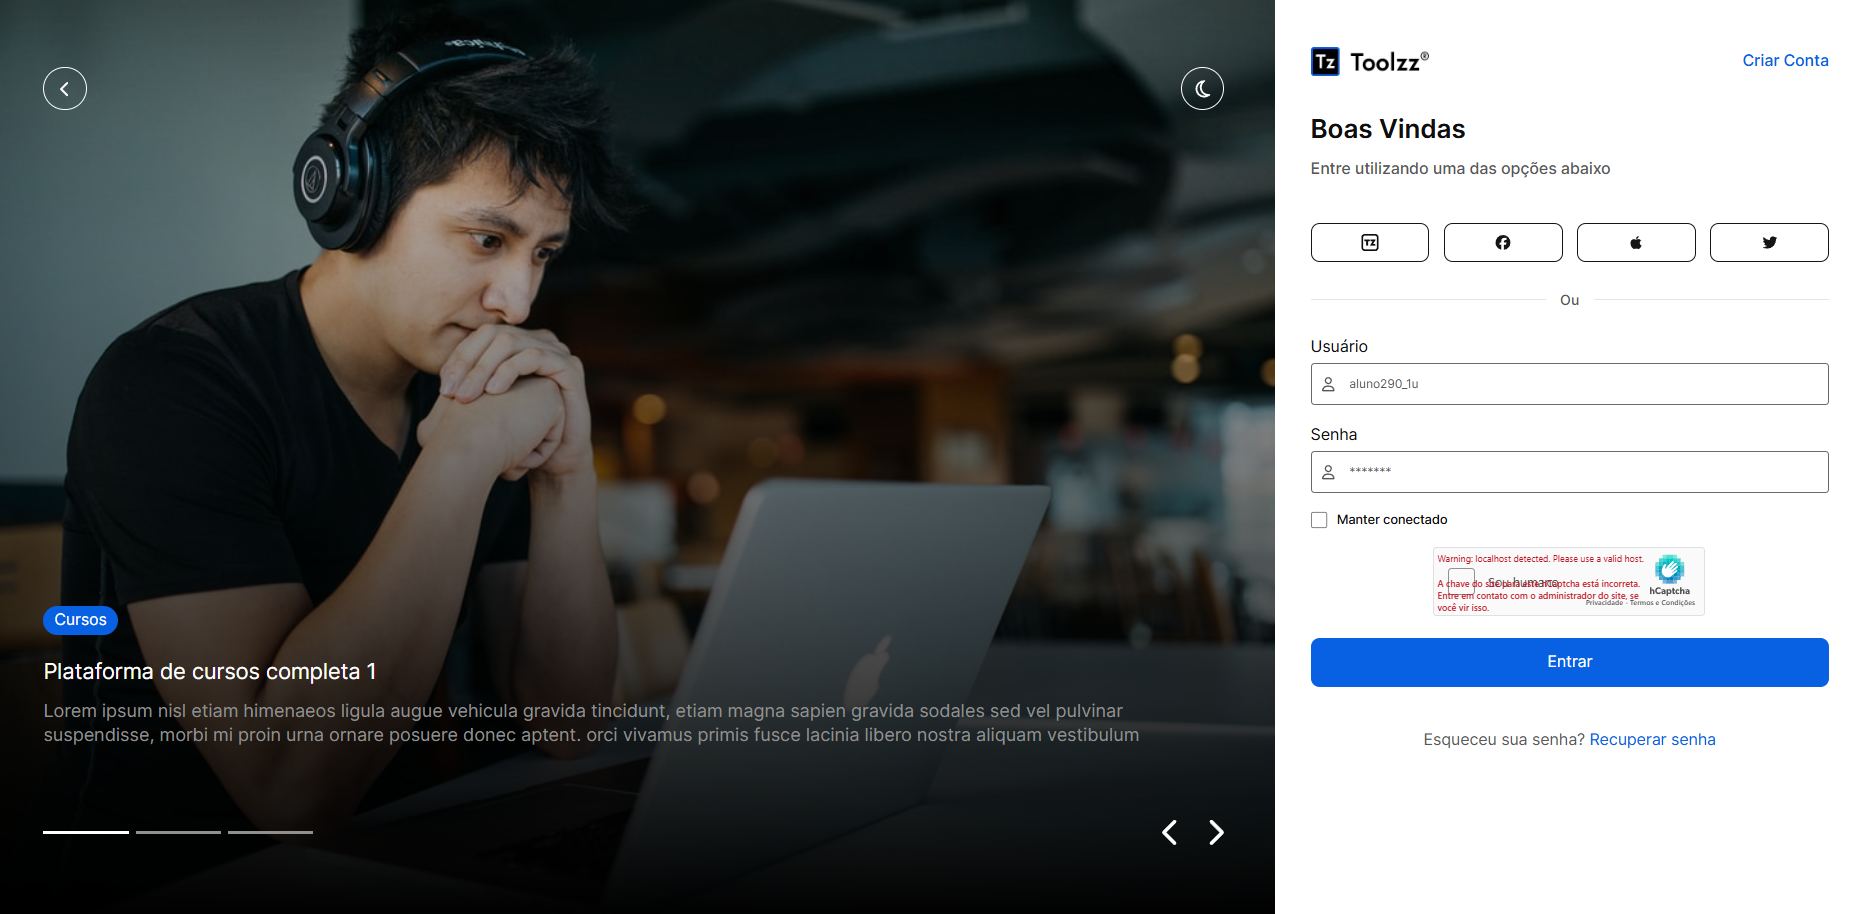 Cursos
Plataforma de cursos completa 1
Lorem ipsum nisl etiam himenaeos ligula augue vehicula gravida tincidunt, etiam magna sapien gravida sodales sed vel pulvinar
suspendisse, morbi mi proin urna ornare posuere donec aptent. orci vivamus primis fusce lacinia libero nostra aliquam vestibulum
Tz Toolzz®
Criar Conta
Boas Vindas
Entre utilizando uma das opções abaixo
TZ
Ou
Usuário
aluno290_1u
Senha
*******
Manter conectado
Warning: localhost detected. Please use a valid host.
Sou humano
A chave do site para este hCaptcha está incorreta.
Entre em contato com o administrador do site, se
você vir isso.
hCaptcha
Privacidade - Termos e Condições
Entrar
Esqueceu sua senha? Recuperar senha